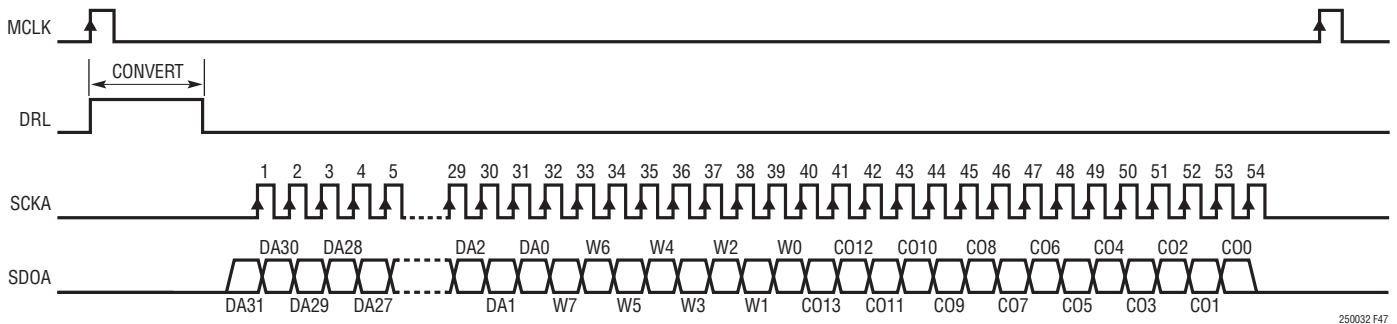 MCLK
CONVERT
DRL
1 2 3 4 5 29 30 31 32 33 34 35 36 37 38 39 40 41 42 43 44 45 46 47 48 49 50 51 52 53 54
SCKA
DA30 DA28 DA2 DA0 W6 W4 W2 W0 CO12 CO10 CO8 CO6 CO4 CO2 CO0
SDOA
DA31 DA29 DA27 DA1 W7 W5 W3 W1 CO13 CO11 CO9 CO7 CO5 CO3 CO1
250032 F47